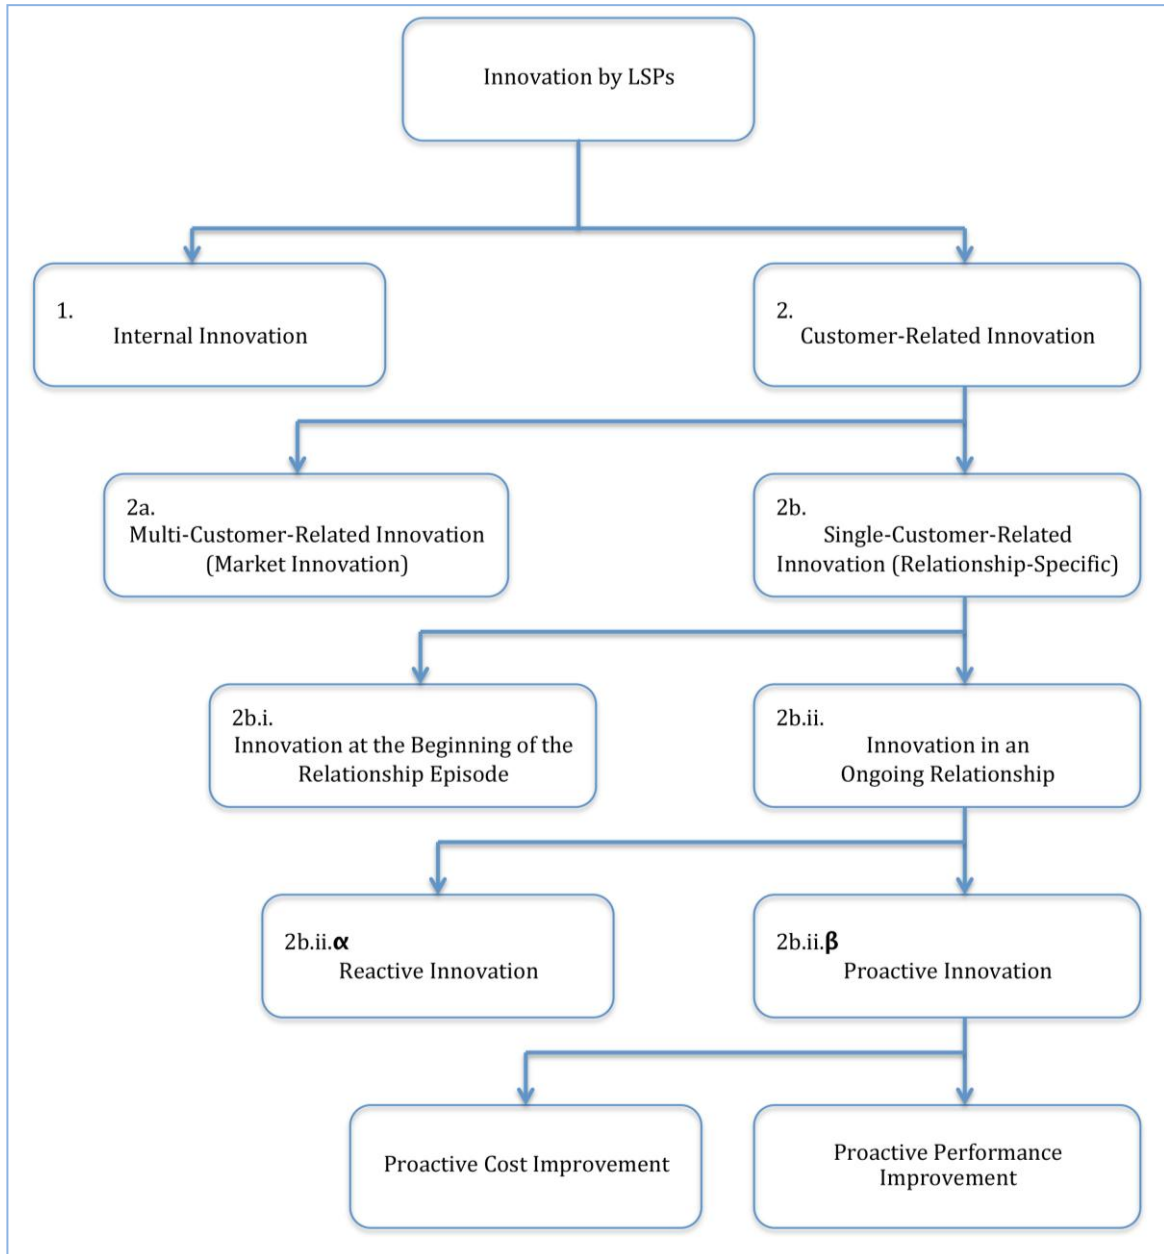 Innovation by LSPs
1.
Internal Innovation
2.
Customer-Related Innovation
2a.
Multi-Customer-Related Innovation
(Market Innovation)
2b.
Single-Customer-Related
Innovation (Relationship-Specific)
2b.i.
Innovation at the Beginning of the
Relationship Episode
2b.ii.
Innovation in an
Ongoing Relationship
2b.ii.α
Reactive Innovation
2b.ii.β
Proactive Innovation
Proactive Cost Improvement
Proactive Performance
Improvement